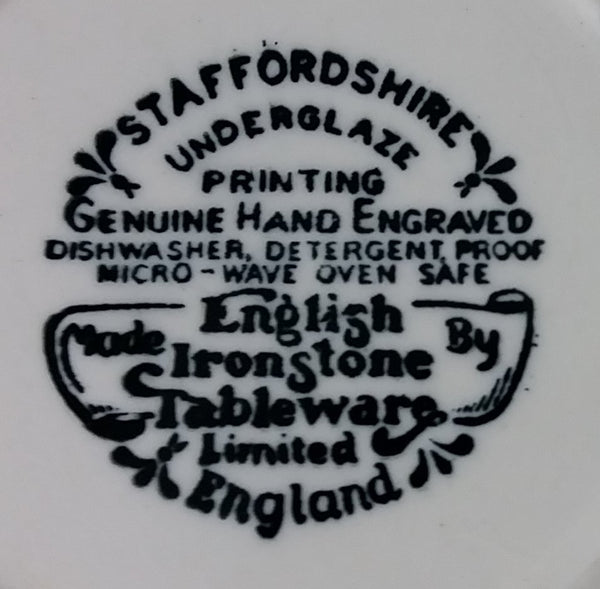 STAFFORDSHIRE
UNDERGLAZE
PRINTING
GENUINE HAND ENGRAVED
DISHWASHER, DETERGENT, PROOF
MICRO-WAVE OVEN SAFE
Made English By
Ironstone
Tableware
Limited
England